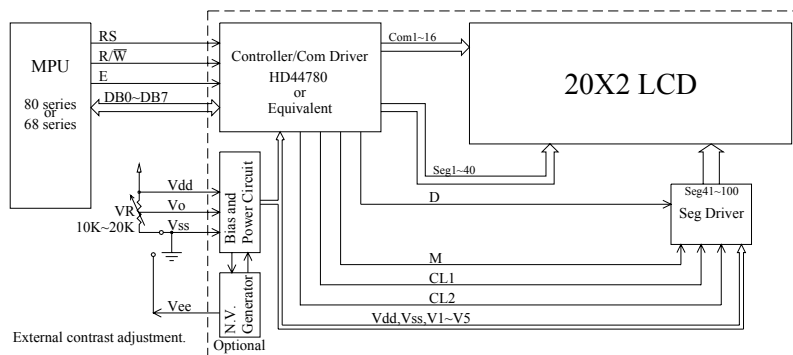 RS
R/W̅
E
DB0~DB7
MPU
80 series
or
68 series
Controller/Com Driver
HD44780
or
Equivalent
Com1~16
20X2 LCD
Seg1~40
Seg41~100
Seg Driver
D
M
CL1
CL2
Vdd,Vss,V1~V5
Vdd
Vo
Vss
VR
10K~20K
Bias and
Power Circuit
N.V.
Generator
Optional
Vee
External contrast adjustment.